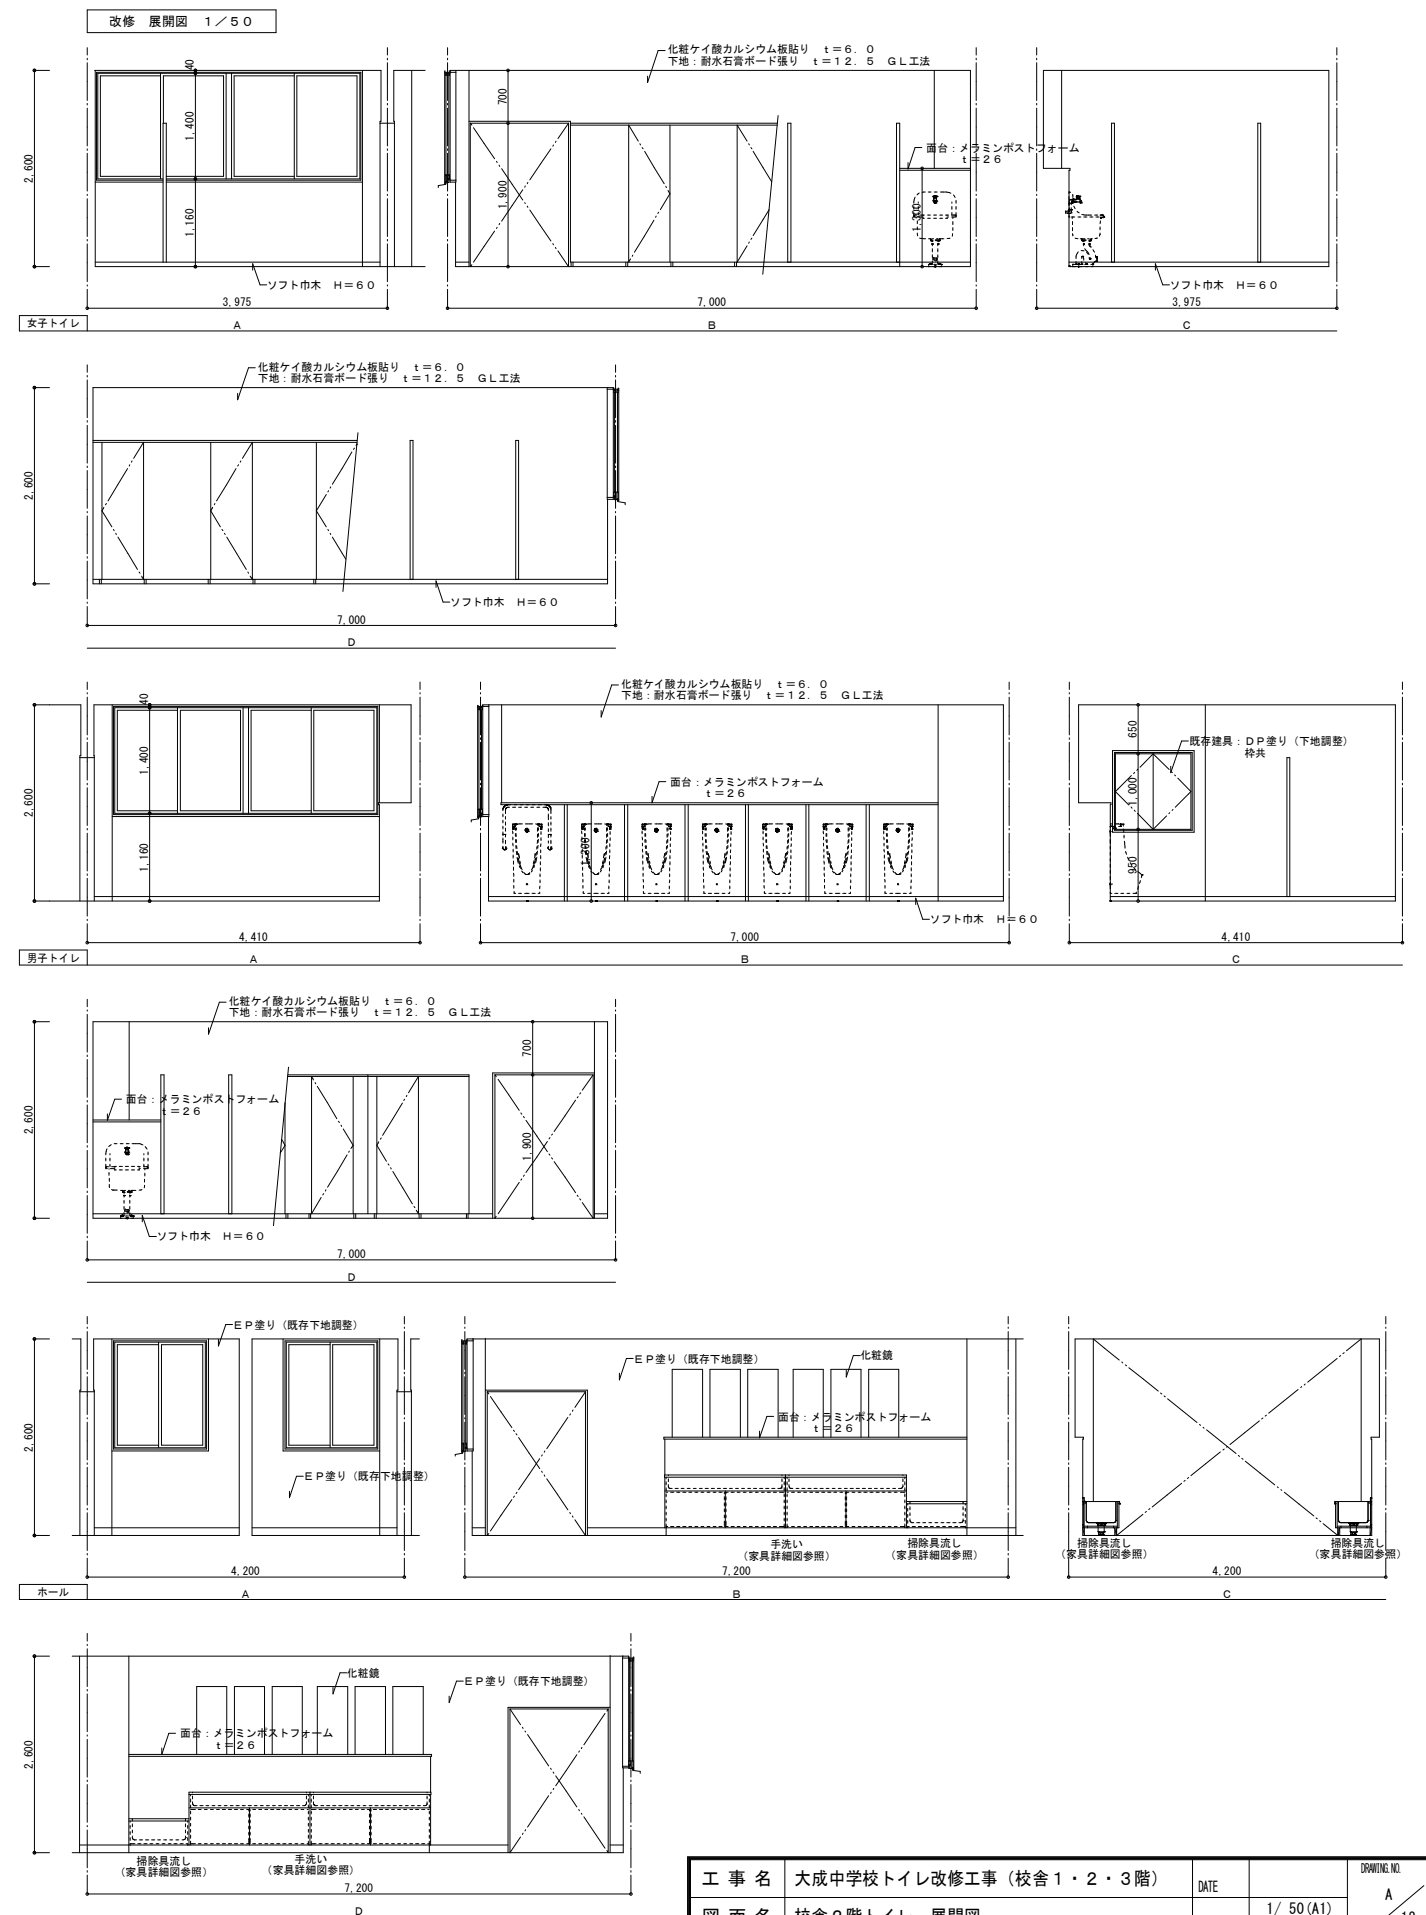 改修 展開図 1／50
化粧ケイ酸カルシウム板貼り t＝6．0
下地：耐水石膏ボード張り t＝12．5 GL工法
40
1,400
1,160
2,600
700
1,900
面台：メラミンポストフォーム
t＝26
1,300
ソフト巾木 H＝60
ソフト巾木 H＝60
3,975
7,000
3,975
女子トイレ
A
B
C
化粧ケイ酸カルシウム板貼り t＝6．0
下地：耐水石膏ボード張り t＝12．5 GL工法
2,600
ソフト巾木 H＝60
7,000
D
化粧ケイ酸カルシウム板貼り t＝6．0
下地：耐水石膏ボード張り t＝12．5 GL工法
40
1,400
1,160
2,600
面台：メラミンポストフォーム
t＝26
1,300
650
既存建具：DP塗り（下地調整）
枠共
1,000
950
ソフト巾木 H＝60
4,410
7,000
4,410
男子トイレ
A
B
C
化粧ケイ酸カルシウム板貼り t＝6．0
下地：耐水石膏ボード張り t＝12．5 GL工法
700
面台：メラミンポストフォーム
t＝26
2,600
1,900
ソフト巾木 H＝60
7,000
D
EP塗り（既存下地調整）
EP塗り（既存下地調整）
化粧鏡
面台：メラミンポストフォーム
t＝26
2,600
EP塗り（既存下地調整）
手洗い
（家具詳細図参照）
掃除具流し
（家具詳細図参照）
掃除具流し
（家具詳細図参照）
掃除具流し
（家具詳細図参照）
4,200
7,200
4,200
ホール
A
B
C
化粧鏡
EP塗り（既存下地調整）
面台：メラミンポストフォーム
t＝26
2,600
掃除具流し
（家具詳細図参照）
手洗い
（家具詳細図参照）
7,200
D
工事名 大成中学校トイレ改修工事（校舎1・2・3階）
DATE
DRAWING.NO.
A
1/ 50(A1)